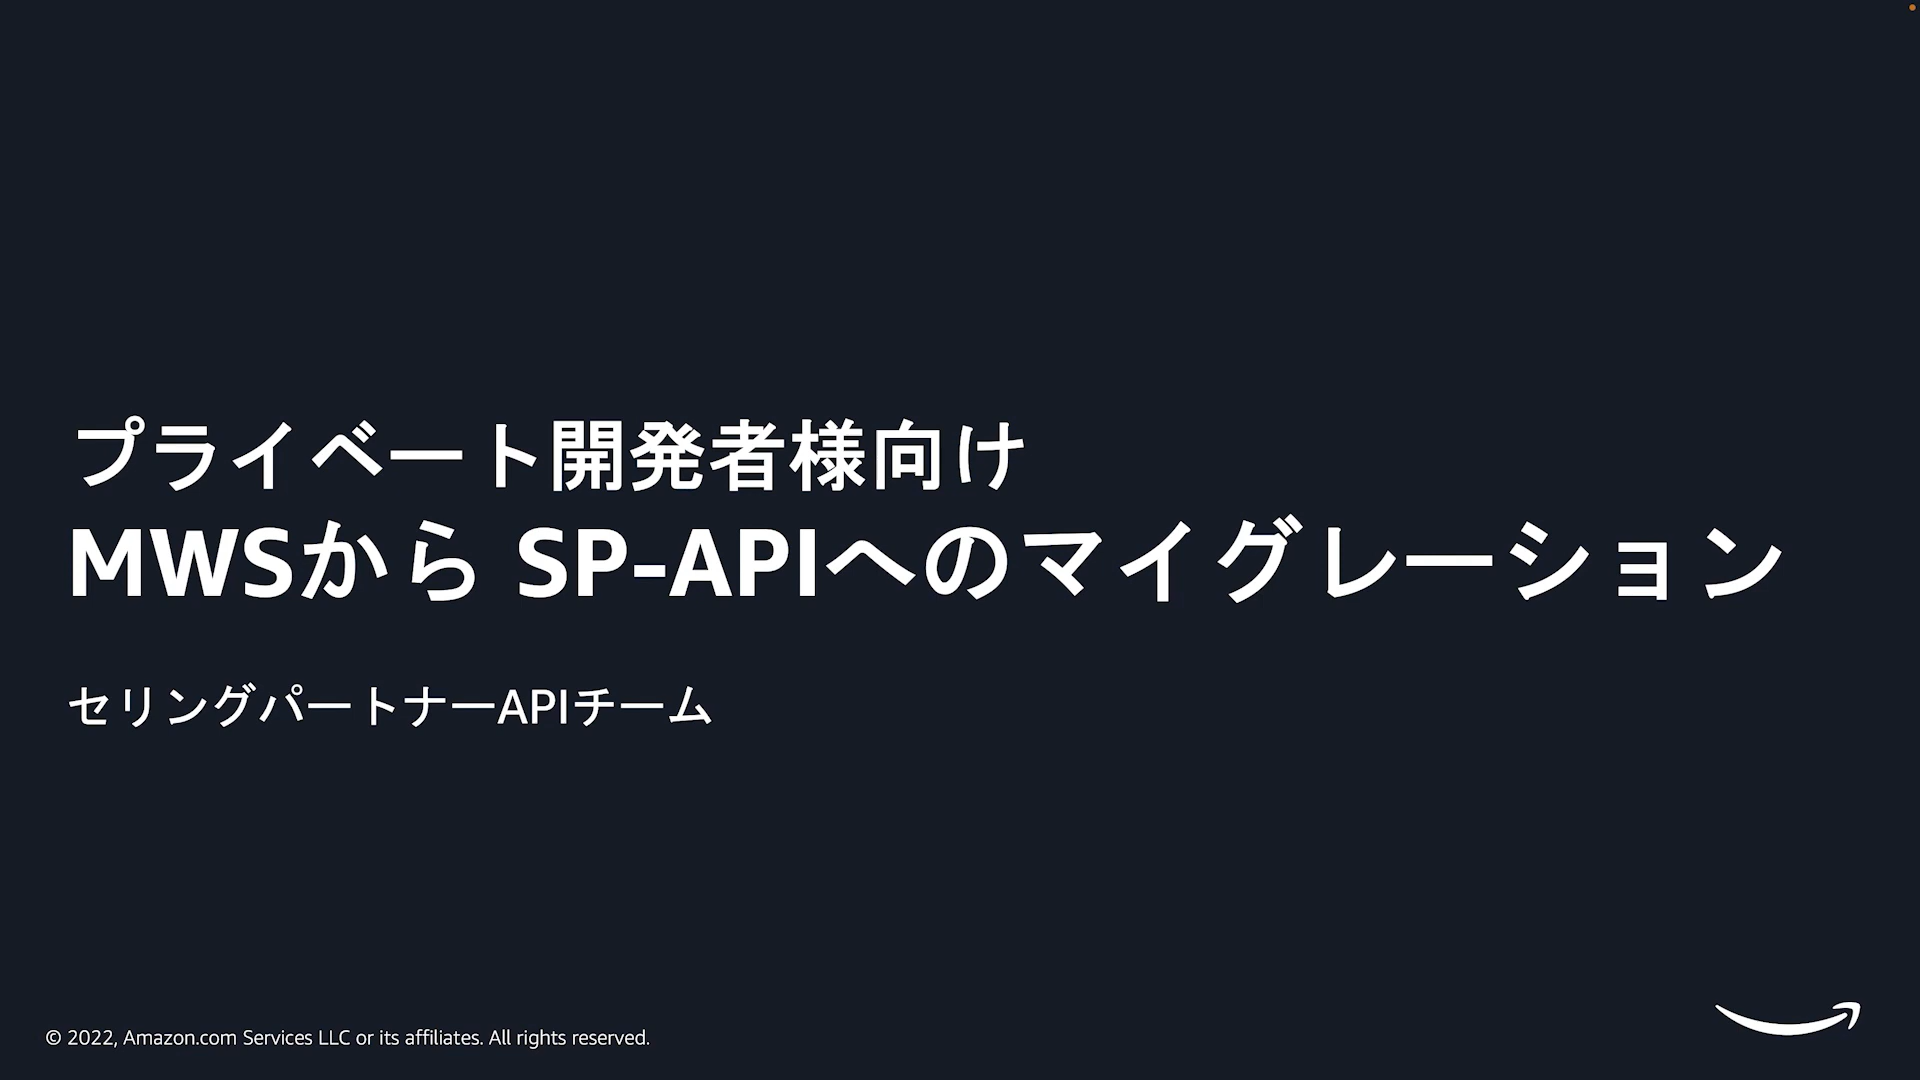 プライベート開発者様向け
MWSから SP-APIへのマイグレーション
セリングパートナーAPIチーム
© 2022, Amazon.com Services LLC or its affiliates. All rights reserved.